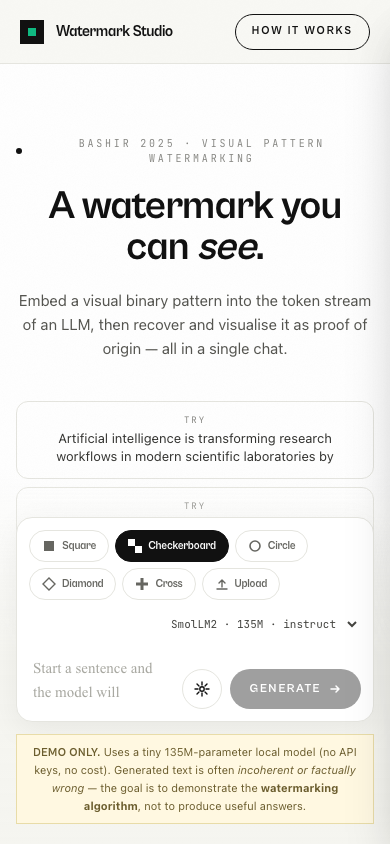 Watermark Studio
HOW IT WORKS
BASHIR 2025 · VISUAL PATTERN
WATERMARKING
A watermark you
can see.
Embed a visual binary pattern into the token stream
of an LLM, then recover and visualise it as proof of
origin — all in a single chat.
TRY
Artificial intelligence is transforming research
workflows in modern scientific laboratories by
TRY
Square
Checkerboard
Circle
Diamond
Cross
Upload
SmolLM2 · 135M · instruct
Start a sentence and
the model will
GENERATE →
DEMO ONLY. Uses a tiny 135M-parameter local model (no API
keys, no cost). Generated text is often incoherent or factually
wrong — the goal is to demonstrate the watermarking
algorithm, not to produce useful answers.